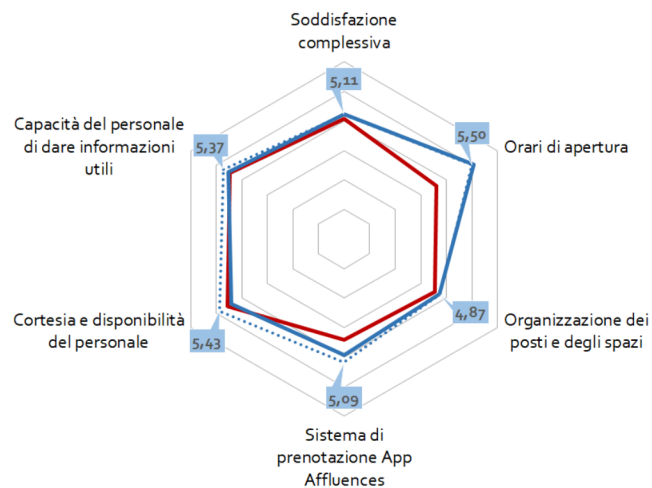 Soddisfazione
complessiva
5,11
5,50
Orari di apertura
Capacità del personale
di dare informazioni
utili
5,37
Cortesia e disponibilità
del personale
5,43
4,87
Organizzazione dei
posti e degli spazi
5,09
Sistema di
prenotazione App
Affluences